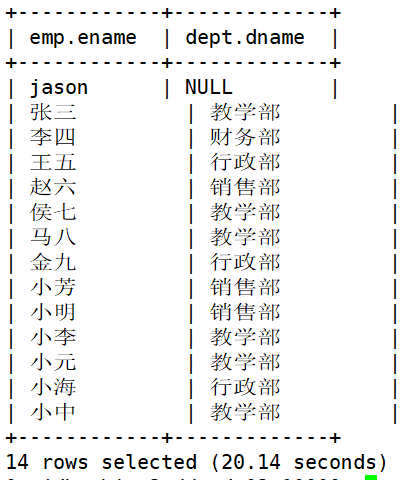 +------------+-------------+
| emp.ename | dept.dname |
+------------+-------------+
| jason | NULL |
| 张三 | 教学部 |
| 李四 | 财务部 |
| 王五 | 行政部 |
| 赵六 | 销售部 |
| 侯七 | 教学部 |
| 马八 | 教学部 |
| 金九 | 行政部 |
| 小芳 | 销售部 |
| 小明 | 销售部 |
| 小李 | 教学部 |
| 小元 | 教学部 |
| 小海 | 行政部 |
| 小中 | 教学部 |
+------------+-------------+
14 rows selected (20.14 seconds)